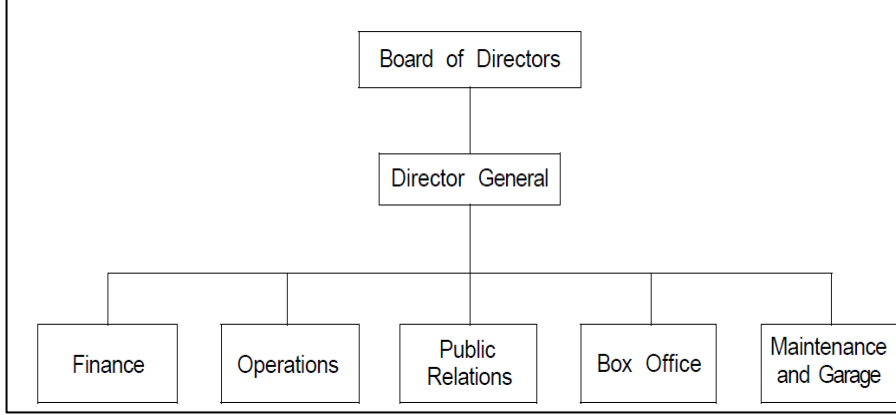 Board of Directors
Director General
Finance
Operations
Public
Relations
Box Office
Maintenance
and Garage